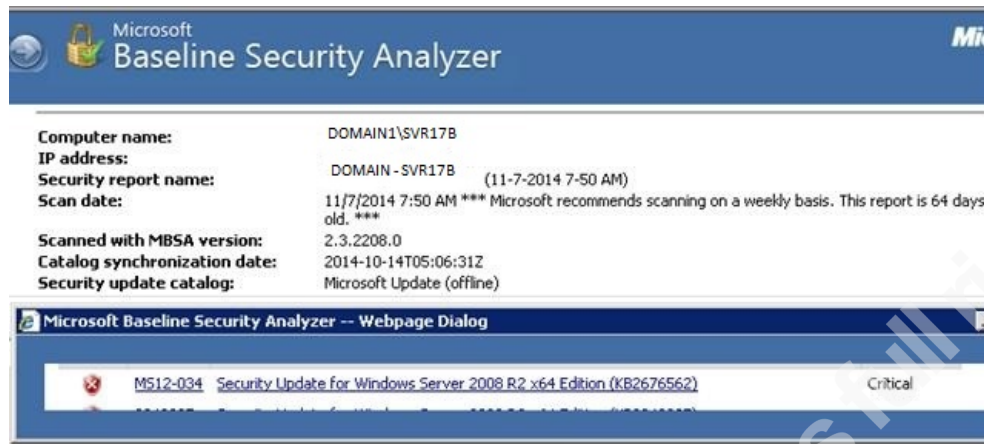 Microsoft
Baseline Security Analyzer
Computer name: DOMAIN1\SVR17B
IP address:
Security report name: DOMAIN - SVR17B (11-7-2014 7-50 AM)
Scan date: 11/7/2014 7:50 AM *** Microsoft recommends scanning on a weekly basis. This report is 64 days
old. ***
Scanned with MBSA version: 2.3.2208.0
Catalog synchronization date: 2014-10-14T05:06:31Z
Security update catalog: Microsoft Update (offline)
Microsoft Baseline Security Analyzer -- Webpage Dialog
MS12-034 Security Update for Windows Server 2008 R2 x64 Edition (KB2676562) Critical